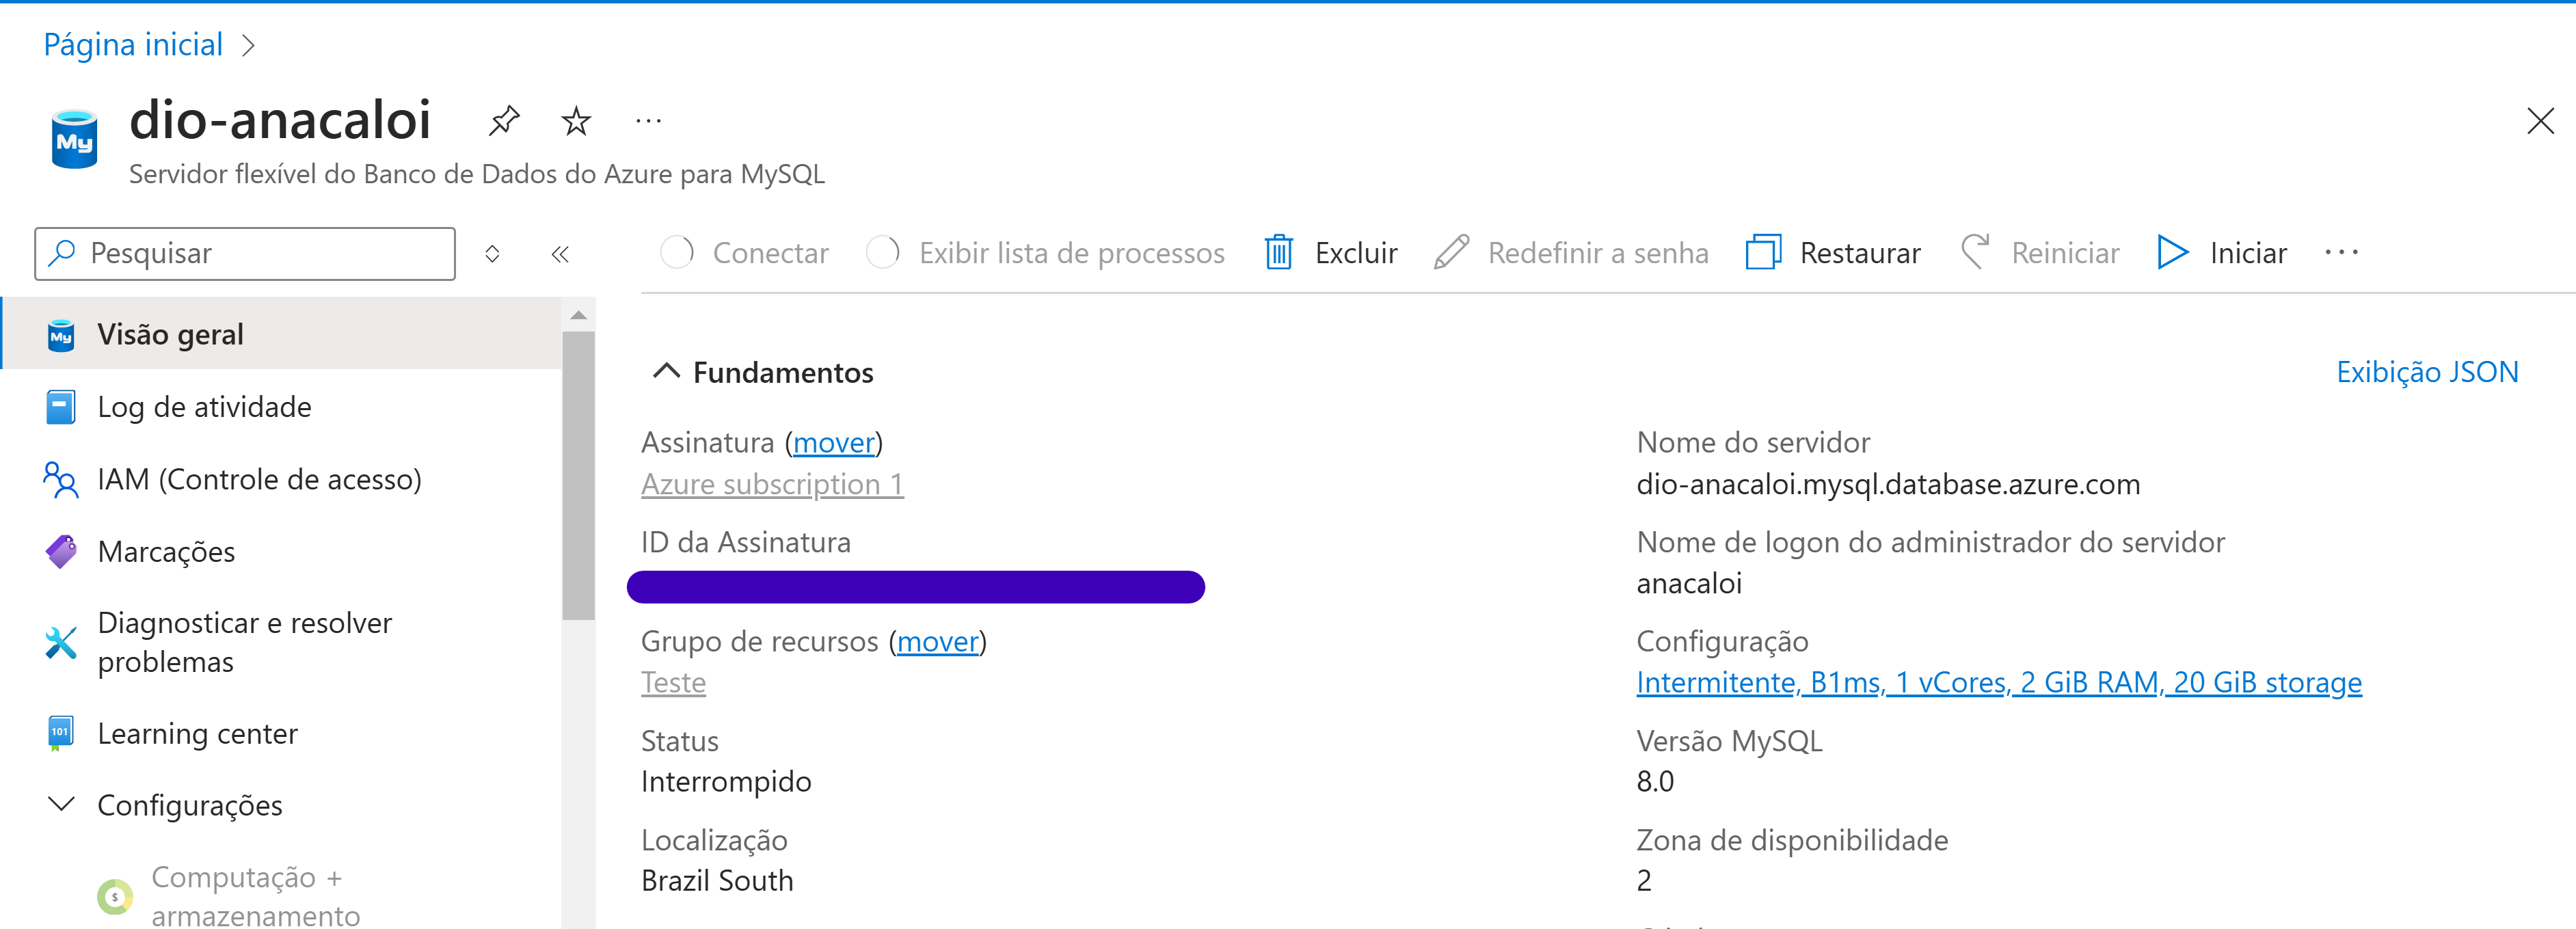 Página inicial
dio-anacaloi
My
Servidor flexível do Banco de Dados do Azure para MySQL
Pesquisar
Conectar
Exibir lista de processos
Excluir
Redefinir a senha
Restaurar
Reiniciar
Iniciar
My
Visão geral
Log de atividade
IAM (Controle de acesso)
Marcações
Diagnosticar e resolver
problemas
101
Learning center
Configurações
$
Computação +
armazenamento
Fundamentos
Exibição JSON
Assinatura (mover)
Azure subscription 1
ID da Assinatura
Grupo de recursos (mover)
Teste
Status
Interrompido
Localização
Brazil South
Nome do servidor
dio-anacaloi.mysql.database.azure.com
Nome de logon do administrador do servidor
anacaloi
Configuração
Intermitente, B1ms, 1 vCores, 2 GiB RAM, 20 GiB storage
Versão MySQL
8.0
Zona de disponibilidade
2